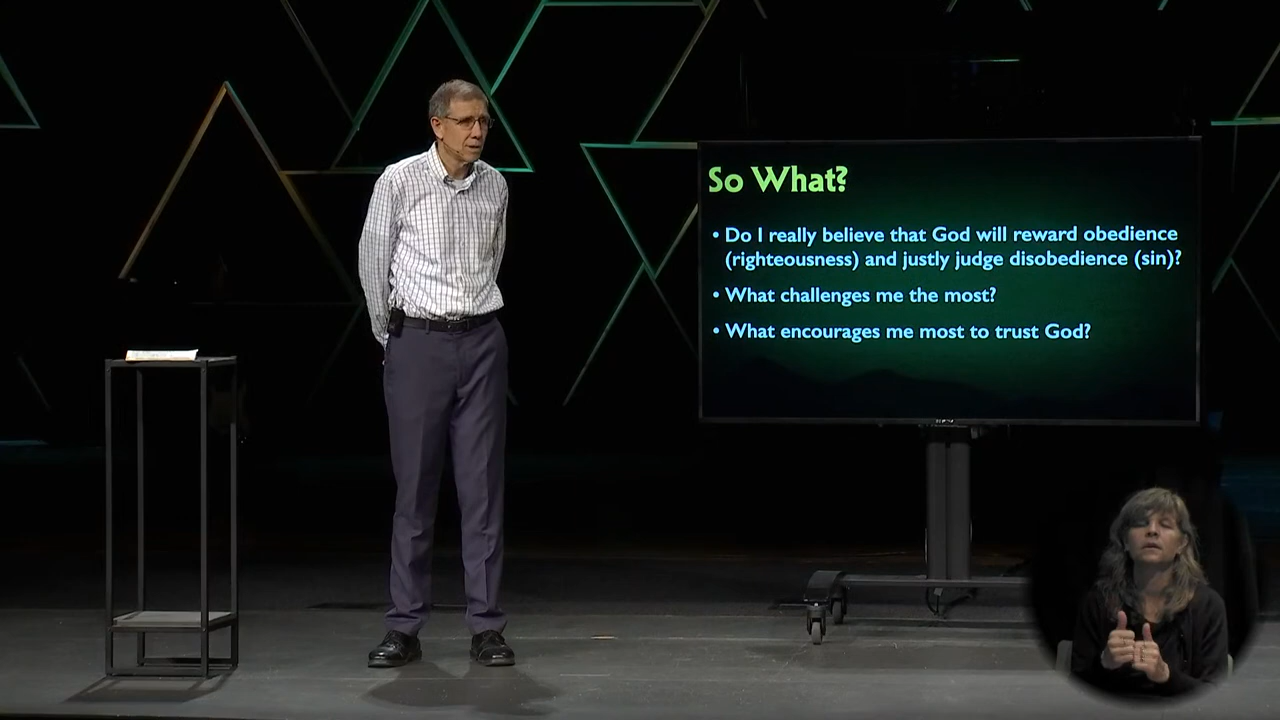 So What?
• Do I really believe that God will reward obedience
(righteousness) and justly judge disobedience (sin)?
• What challenges me the most?
• What encourages me most to trust God?